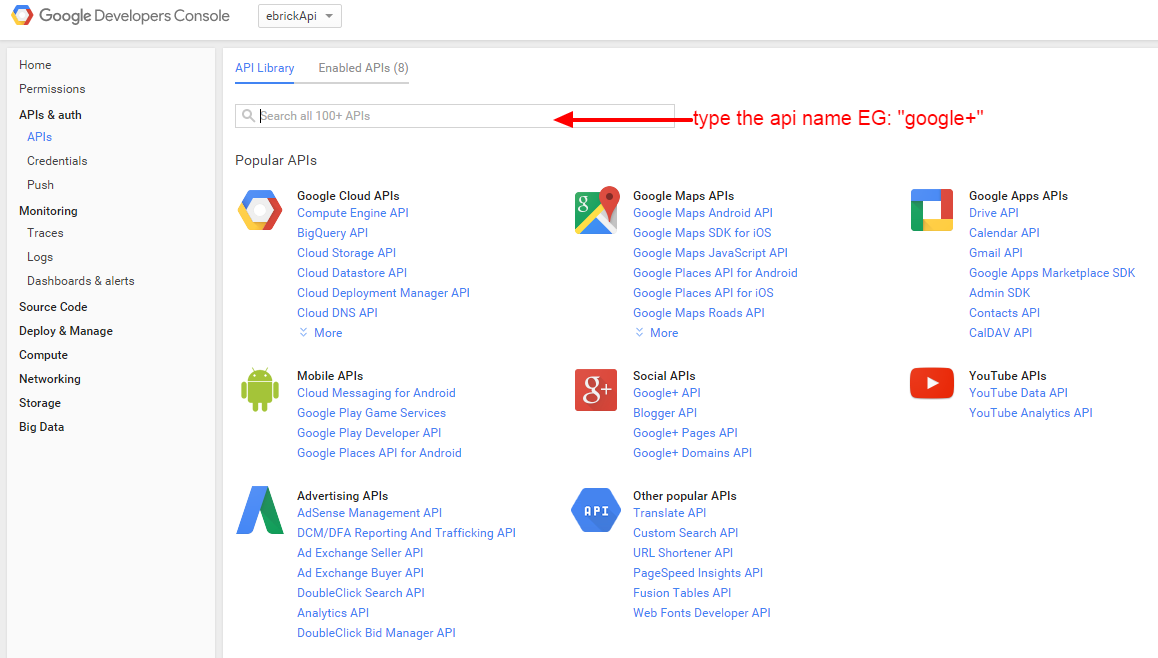 Google Developers Console
ebrickApi
Home
Permissions
APIs & auth
APIs
Credentials
Push
Monitoring
Traces
Logs
Dashboards & alerts
Source Code
Deploy & Manage
Compute
Networking
Storage
Big Data
API Library
Enabled APIs (8)
Search all 100+ APIs
type the api name EG: "google+"
Popular APIs
Google Cloud APIs
Compute Engine API
BigQuery API
Cloud Storage API
Cloud Datastore API
Cloud Deployment Manager API
Cloud DNS API
More
8
Google Maps APIs
Google Maps Android API
Google Maps SDK for iOS
Google Maps JavaScript API
Google Places API for Android
Google Places API for iOS
Google Maps Roads API
More
Google Apps APIs
Drive API
Calendar API
Gmail API
Google Apps Marketplace SDK
Admin SDK
Contacts API
CalDAV API
Mobile APIs
Cloud Messaging for Android
Google Play Game Services
Google Play Developer API
Google Places API for Android
g+
Social APIs
Google+ API
Blogger API
Google+ Pages API
Google+ Domains API
YouTube APIs
YouTube Data API
YouTube Analytics API
Advertising APIs
AdSense Management API
DCM/DFA Reporting And Trafficking API
Ad Exchange Seller API
Ad Exchange Buyer API
DoubleClick Search API
Analytics API
DoubleClick Bid Manager API
API
Other popular APIs
Translate API
Custom Search API
URL Shortener API
PageSpeed Insights API
Fusion Tables API
Web Fonts Developer API